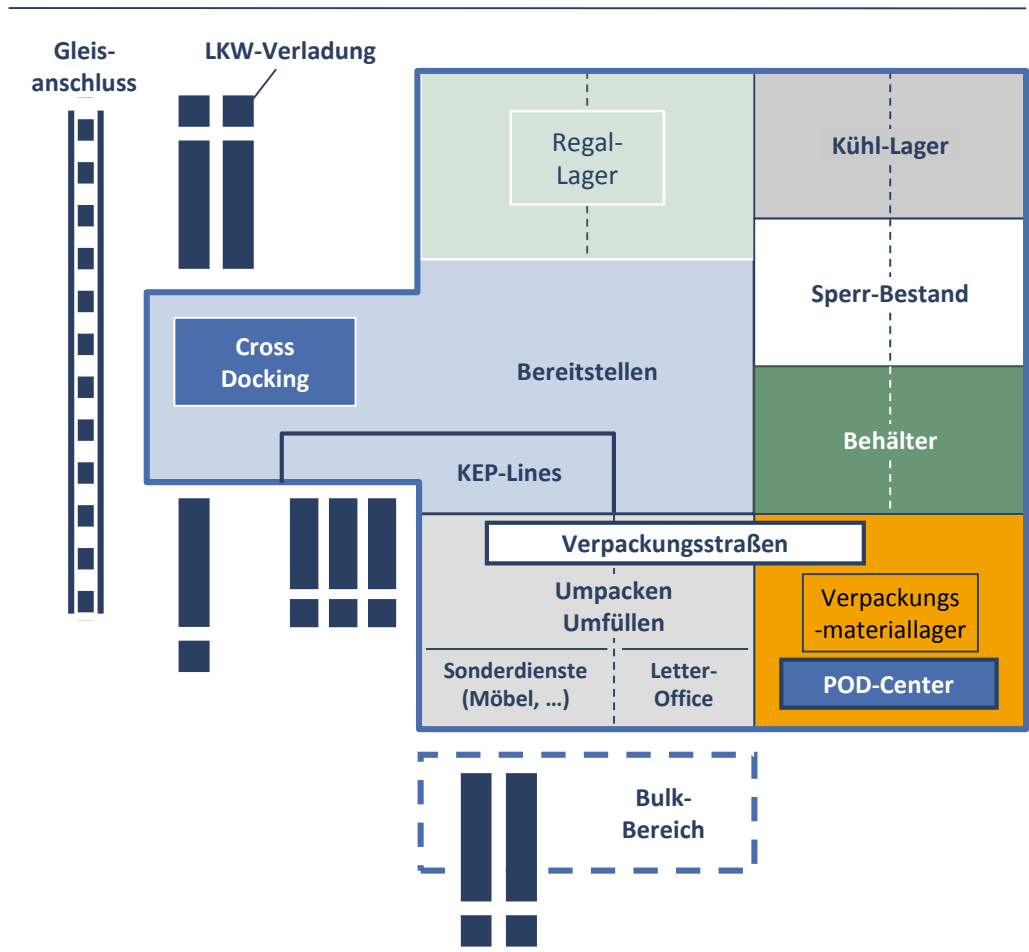 Gleis-
anschluss
LKW-Verladung
Regal-
Lager
Kühl-Lager
Sperr-Bestand
Cross
Docking
Bereitstellen
Behälter
KEP-Lines
Verpackungsstraßen
Umpacken
Umfüllen
Verpackungs
-materiallager
Sonderdienste
(Möbel, …)
Letter-
Office
POD-Center
Bulk-
Bereich